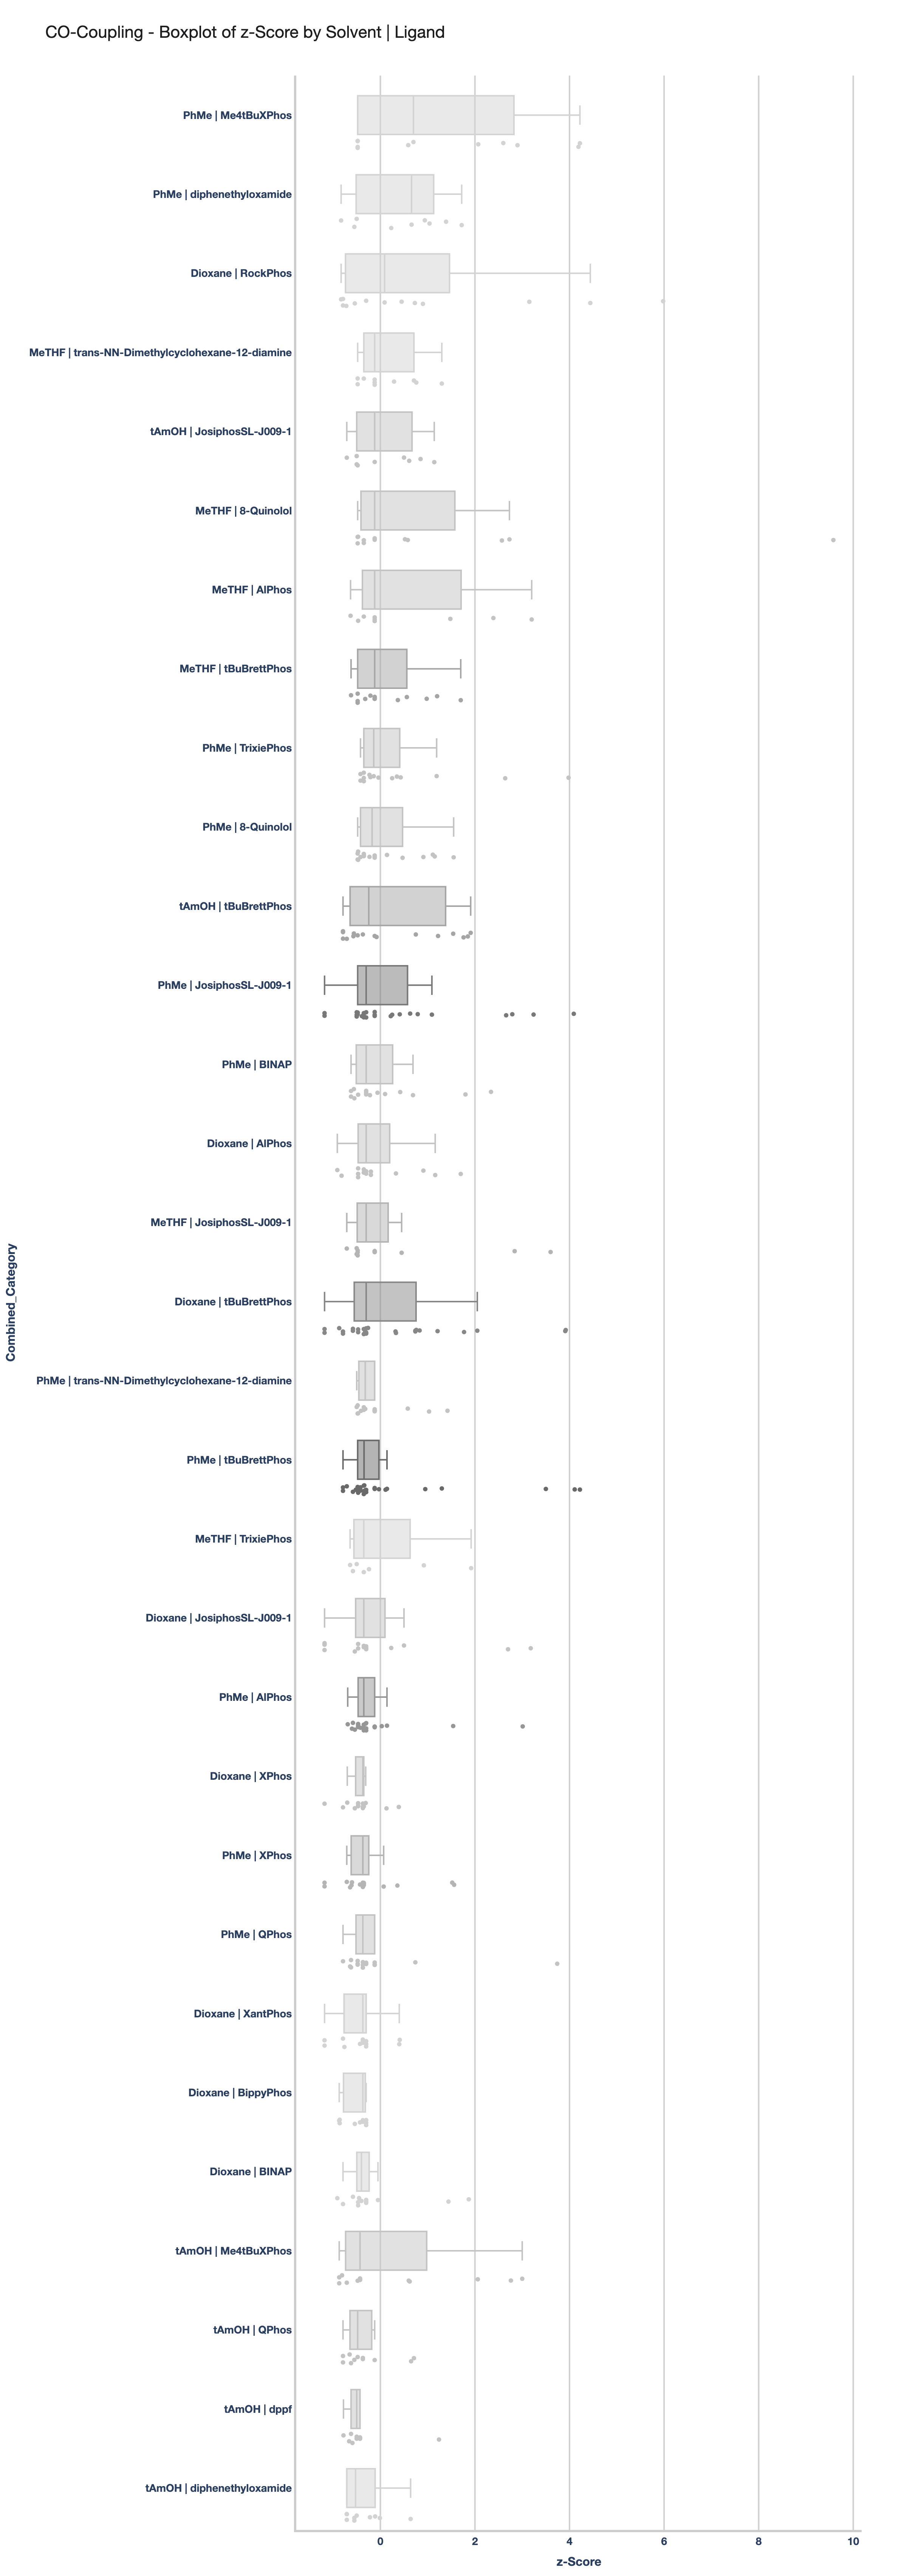 CO-Coupling - Boxplot of z-Score by Solvent | Ligand
PhMe | Me4tBuXPhos
PhMe | diphenethyloxamide
Dioxane | RockPhos
MeTHF | trans-NN-Dimethylcyclohexane-12-diamine
tAmOH | JosiphosSL-J009-1
MeTHF | 8-Quinolol
MeTHF | AlPhos
MeTHF | tBuBrettPhos
PhMe | TrixiePhos
PhMe | 8-Quinolol
tAmOH | tBuBrettPhos
PhMe | JosiphosSL-J009-1
PhMe | BINAP
Dioxane | AlPhos
MeTHF | JosiphosSL-J009-1
Dioxane | tBuBrettPhos
PhMe | trans-NN-Dimethylcyclohexane-12-diamine
PhMe | tBuBrettPhos
MeTHF | TrixiePhos
Dioxane | JosiphosSL-J009-1
PhMe | AlPhos
Dioxane | XPhos
PhMe | XPhos
PhMe | QPhos
Dioxane | XantPhos
Dioxane | BippyPhos
Dioxane | BINAP
tAmOH | Me4tBuXPhos
tAmOH | QPhos
tAmOH | dppf
tAmOH | diphenethyloxamide
Combined_Category
0 2 4 6 8 10
z-Score